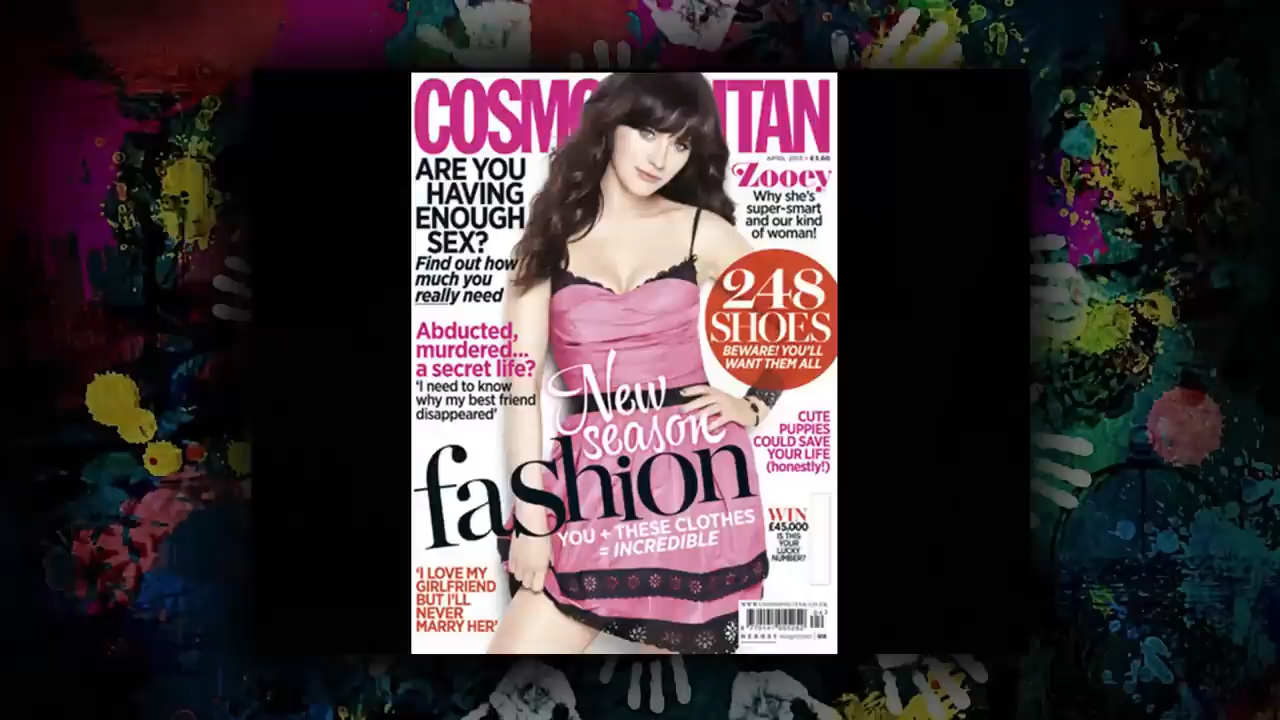 COSMOPOLITAN
APRIL 2013 • £3.80
ARE YOU
HAVING
ENOUGH
SEX?
Find out how
much you
really need
Abducted,
murdered...
a secret life?
'I need to know
why my best friend
disappeared'
Zooey
Why she's
super-smart
and our kind
of woman!
248
SHOES
BEWARE! YOU'LL
WANT THEM ALL
New
season
fashion
YOU + THESE CLOTHES
= INCREDIBLE
CUTE
PUPPIES
COULD SAVE
YOUR LIFE
(honestly!)
WIN
£45,000
IS THIS
YOUR
LUCKY
NUMBER?
'I LOVE MY
GIRLFRIEND
BUT I'LL
NEVER
MARRY HER'